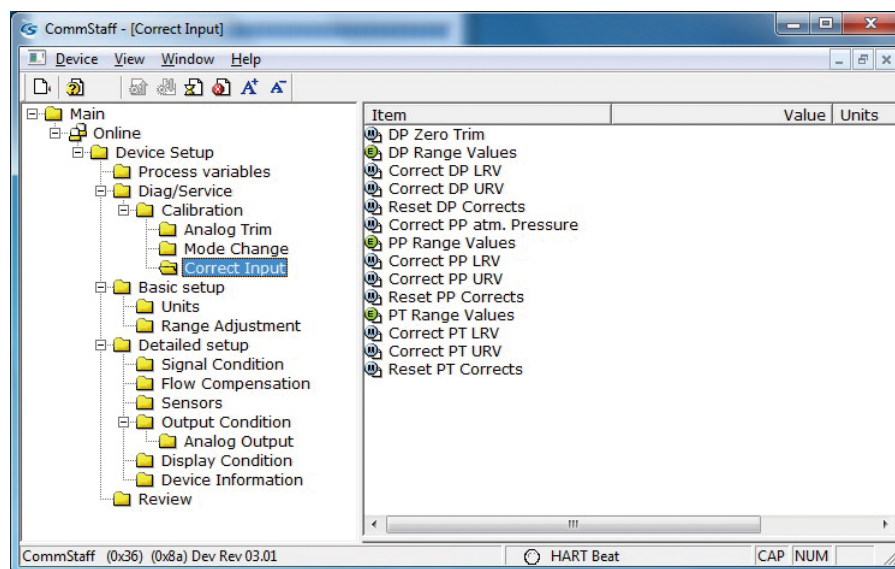 CommStaff - [Correct Input]
Device View Window Help
Main
Online
Device Setup
Process variables
Diag/Service
Calibration
Analog Trim
Mode Change
Correct Input
Basic setup
Units
Range Adjustment
Detailed setup
Signal Condition
Flow Compensation
Sensors
Output Condition
Analog Output
Display Condition
Device Information
Review
Item Value Units
DP Zero Trim
DP Range Values
Correct DP LRV
Correct DP URV
Reset DP Corrects
Correct PP atm. Pressure
PP Range Values
Correct PP LRV
Correct PP URV
Reset PP Corrects
PT Range Values
Correct PT LRV
Correct PT URV
Reset PT Corrects
CommStaff (0x36) (0x8a) Dev Rev 03.01 HART Beat CAP NUM